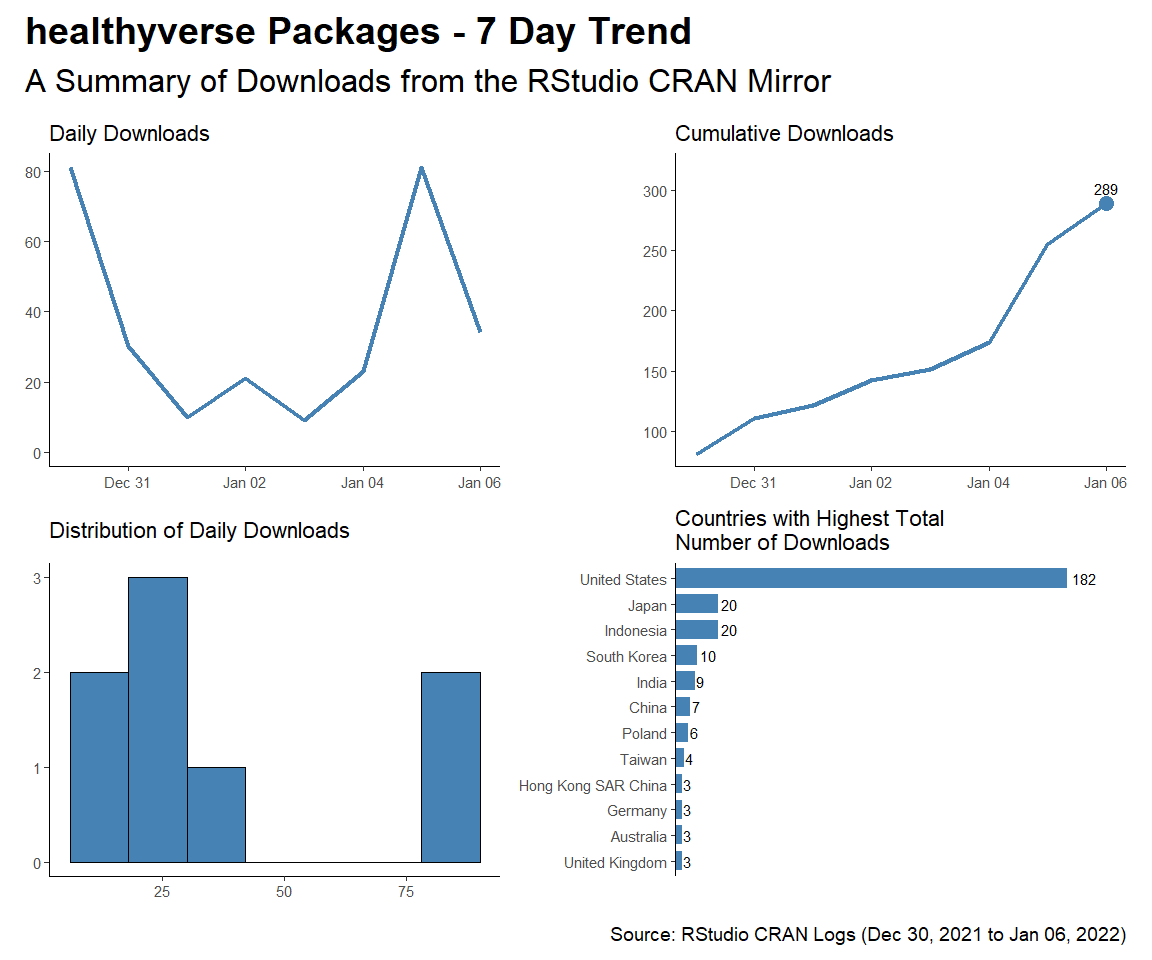 healthyverse Packages - 7 Day Trend
A Summary of Downloads from the RStudio CRAN Mirror
Daily Downloads
80
60
40
20
0
Dec 31 Jan 02 Jan 04 Jan 06
Cumulative Downloads
300
250
200
150
100
289
Dec 31 Jan 02 Jan 04 Jan 06
Distribution of Daily Downloads
3
2
1
0
25 50 75
Countries with Highest Total
Number of Downloads
United States 182
Japan 20
Indonesia 20
South Korea 10
India 9
China 7
Poland 6
Taiwan 4
Hong Kong SAR China 3
Germany 3
Australia 3
United Kingdom 3
Source: RStudio CRAN Logs (Dec 30, 2021 to Jan 06, 2022)